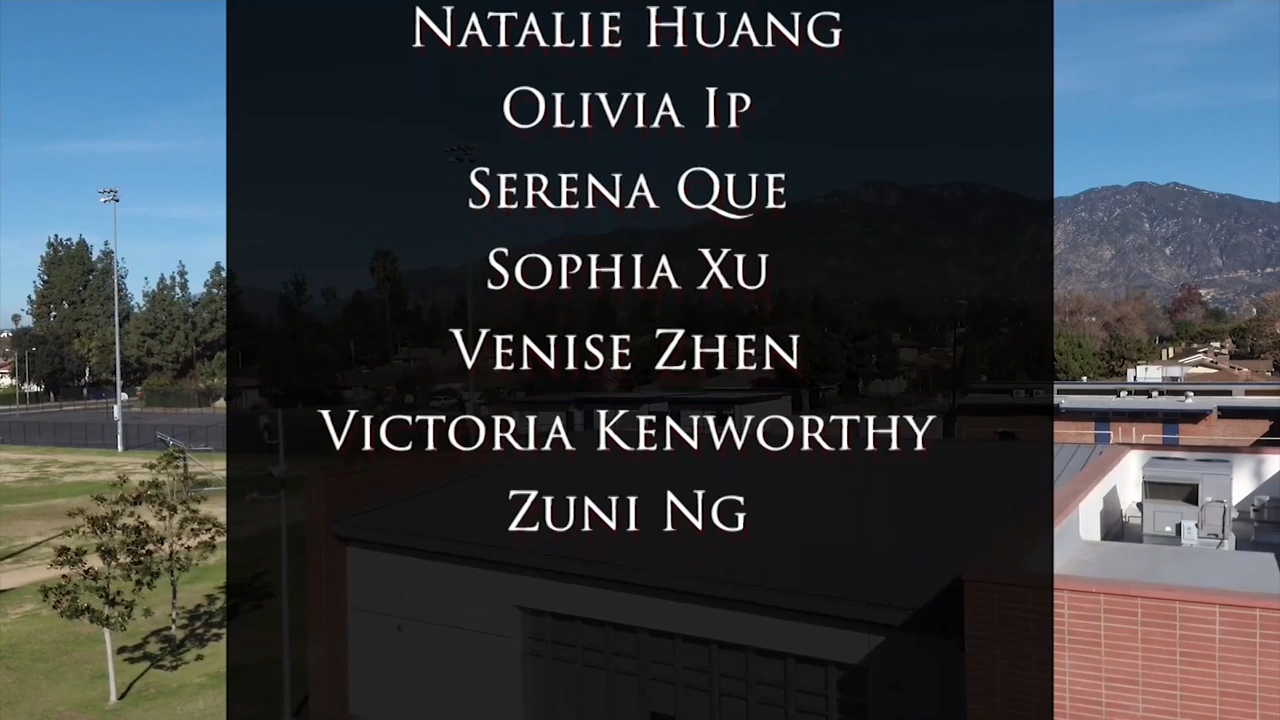 NATALIE HUANG
OLIVIA IP
SERENA QUE
SOPHIA XU
VENISE ZHEN
VICTORIA KENWORTHY
ZUNI NG